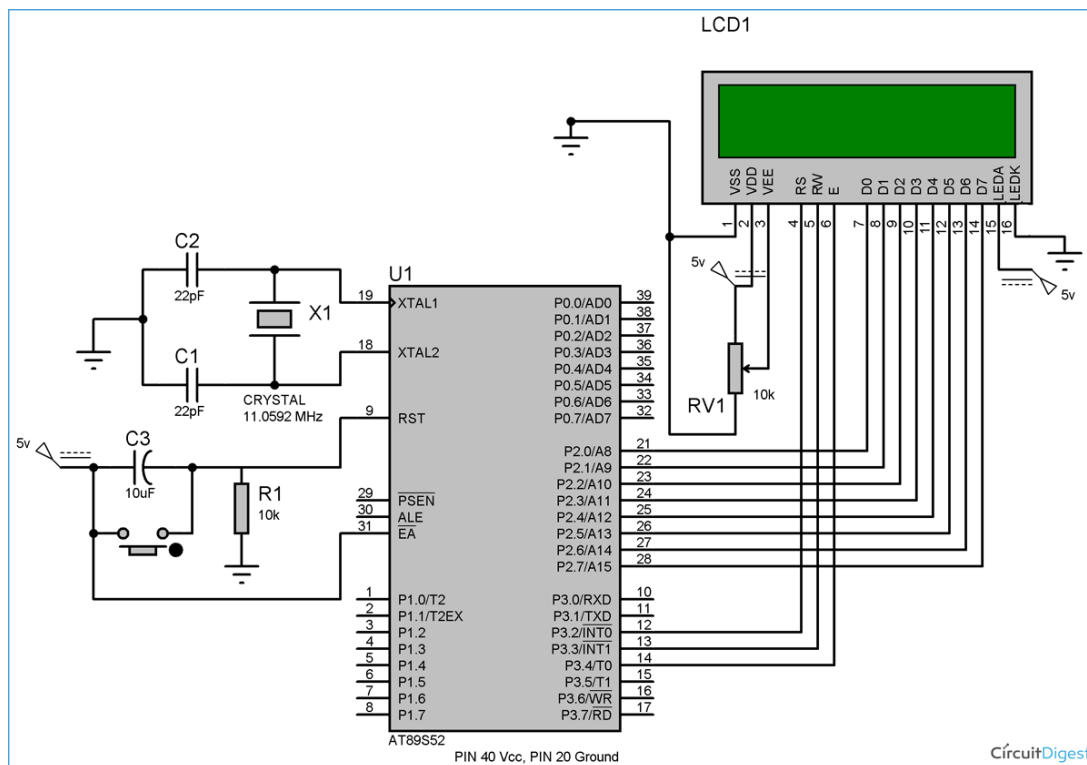 LCD1
VSS
VDD
VEE
RS
RW
E
D0
D1
D2
D3
D4
D5
D6
D7
LEDA
LEDK
1
2
3
4
5
6
7
8
9
10
11
12
13
14
15
16
5v
5v
RV1
10k
C2
22pF
C1
22pF
X1
CRYSTAL
11.0592 MHz
5v
C3
10uF
R1
10k
U1
19 XTAL1
18 XTAL2
9 RST
29 PSEN
30 ALE
31 EA
1 P1.0/T2
2 P1.1/T2EX
3 P1.2
4 P1.3
5 P1.4
6 P1.5
7 P1.6
8 P1.7
P0.0/AD0 39
P0.1/AD1 38
P0.2/AD2 37
P0.3/AD3 36
P0.4/AD4 35
P0.5/AD5 34
P0.6/AD6 33
P0.7/AD7 32
P2.0/A8 21
P2.1/A9 22
P2.2/A10 23
P2.3/A11 24
P2.4/A12 25
P2.5/A13 26
P2.6/A14 27
P2.7/A15 28
P3.0/RXD 10
P3.1/TXD 11
P3.2/INT0 12
P3.3/INT1 13
P3.4/T0 14
P3.5/T1 15
P3.6/WR 16
P3.7/RD 17
AT89S52
PIN 40 Vcc, PIN 20 Ground
CircuitDigest